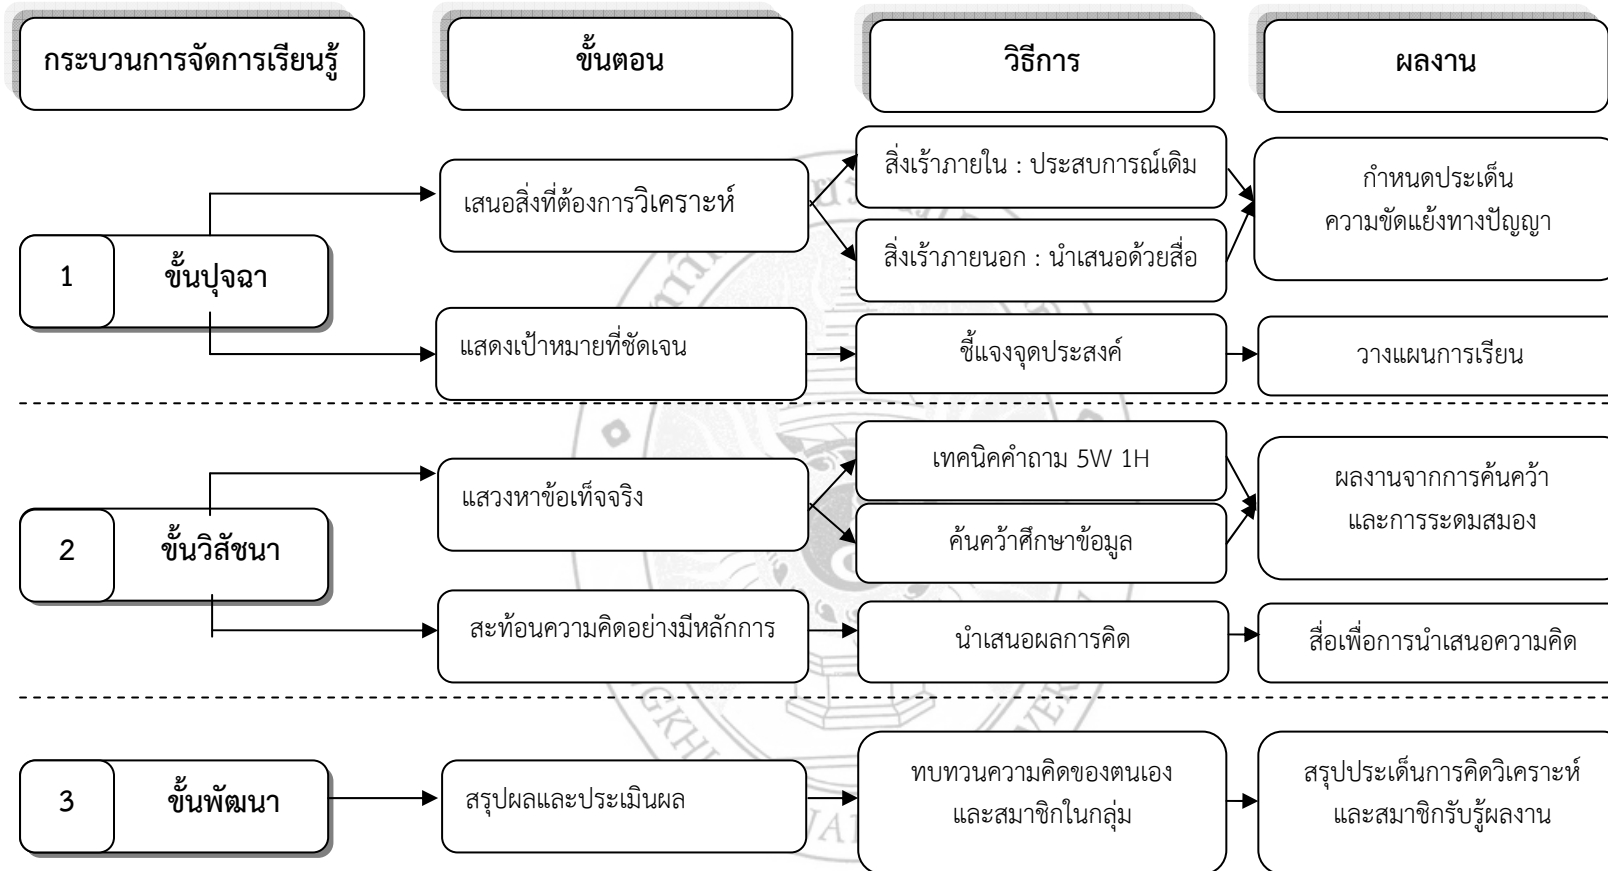 กระบวนการจัดการเรียนรู้
ขั้นตอน
วิธีการ
ผลงาน
1
ขั้นปุจฉา
เสนอสิ่งที่ต้องการวิเคราะห์
สิ่งเร้าภายใน : ประสบการณ์เดิม
สิ่งเร้าภายนอก : นำเสนอด้วยสื่อ
กำหนดประเด็น
ความขัดแย้งทางปัญญา
แสดงเป้าหมายที่ชัดเจน
ชี้แจงจุดประสงค์
วางแผนการเรียน
2
ขั้นวิสัชนา
แสวงหาข้อเท็จจริง
เทคนิคคำถาม 5W 1H
ค้นคว้าศึกษาข้อมูล
ผลงานจากการค้นคว้า
และการระดมสมอง
สะท้อนความคิดอย่างมีหลักการ
นำเสนอผลการคิด
สื่อเพื่อการนำเสนอความคิด
3
ขั้นพัฒนา
สรุปผลและประเมินผล
ทบทวนความคิดของตนเอง
และสมาชิกในกลุ่ม
สรุปประเด็นการคิดวิเคราะห์
และสมาชิกรับรู้ผลงาน